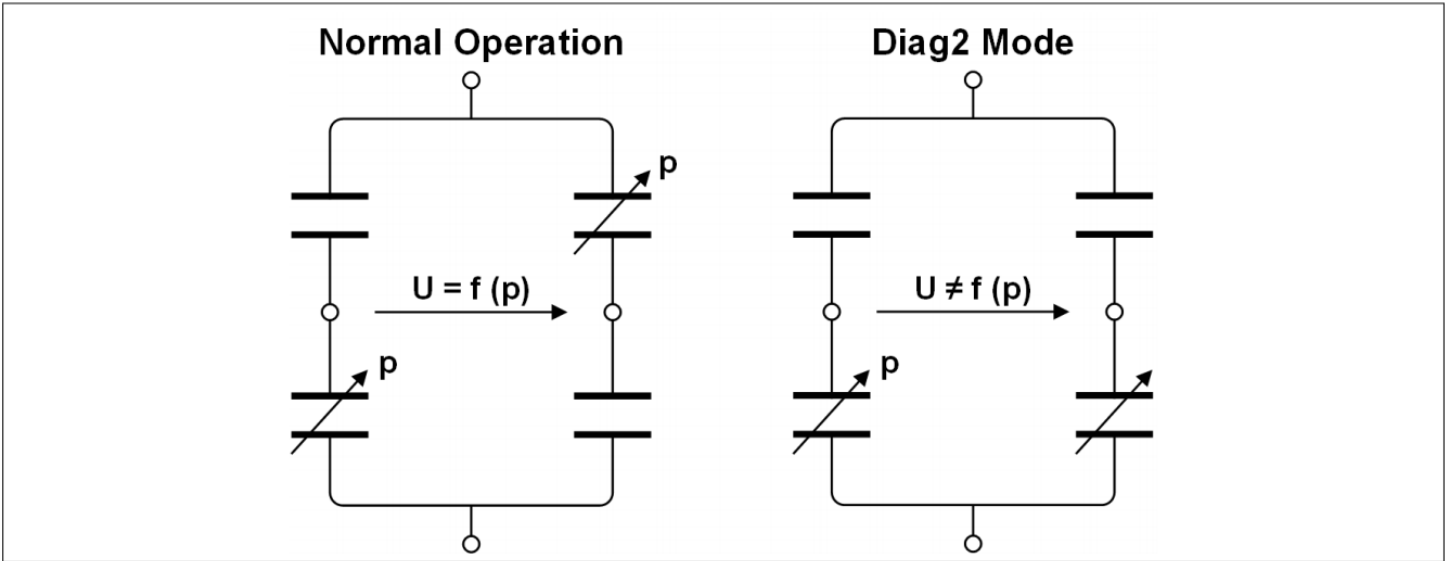 Normal Operation
Diag2 Mode
p
U = f (p)
U ≠ f (p)
p
p